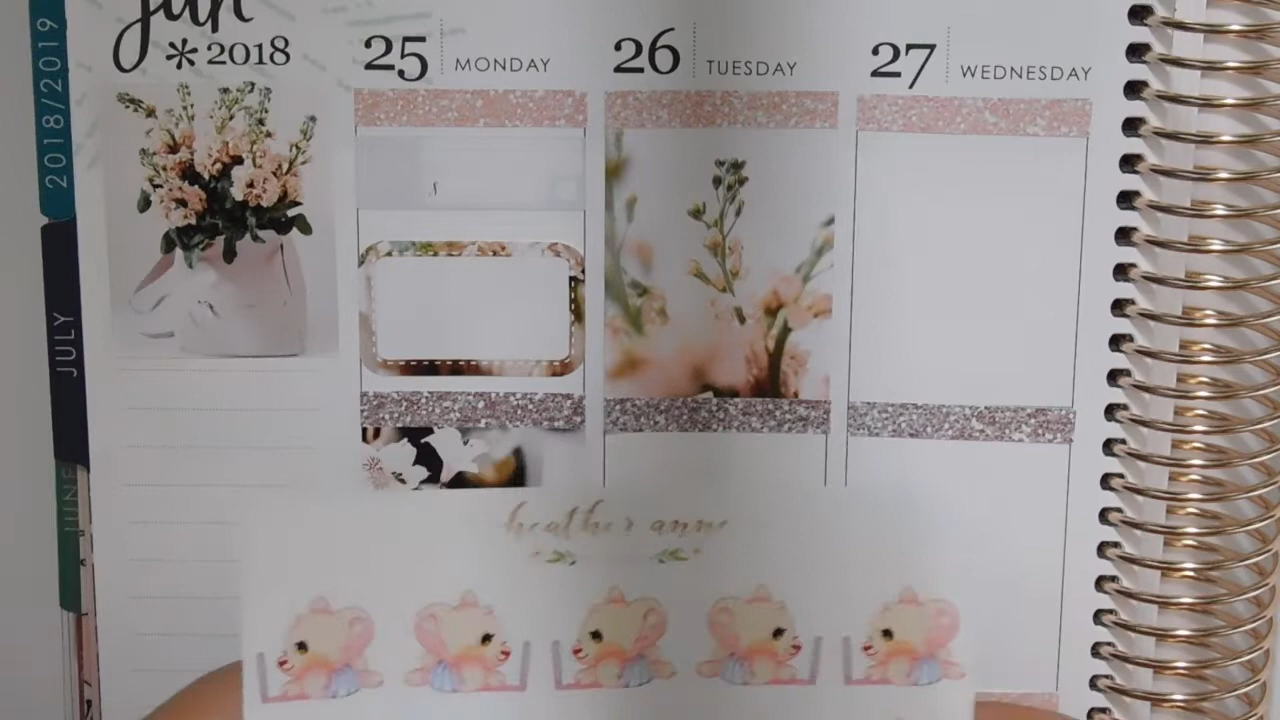 jun
*2018
25 MONDAY
26 TUESDAY
27 WEDNESDAY
2018/2019
JULY
JUNE
heather anne